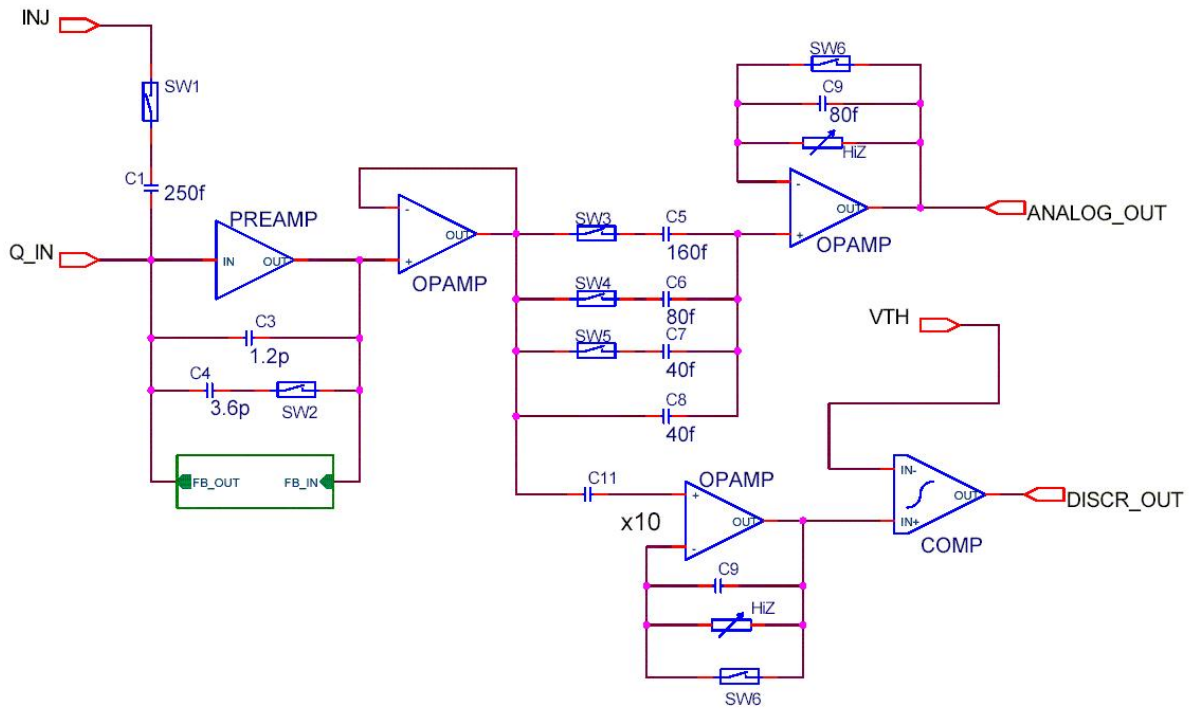 INJ
SW1
C1
250f
PREAMP
Q_IN
IN
OUT
C3
1.2p
C4
3.6p
SW2
FB_OUT
FB_IN
-
+
OUT
OPAMP
SW3
C5
160f
SW4
C6
80f
SW5
C7
40f
C8
40f
SW6
C9
80f
HiZ
-
+
OUT
OPAMP
ANALOG_OUT
VTH
C11
x10
OPAMP
+
-
OUT
C9
HiZ
SW6
IN-
IN+
OUT
COMP
DISCR_OUT